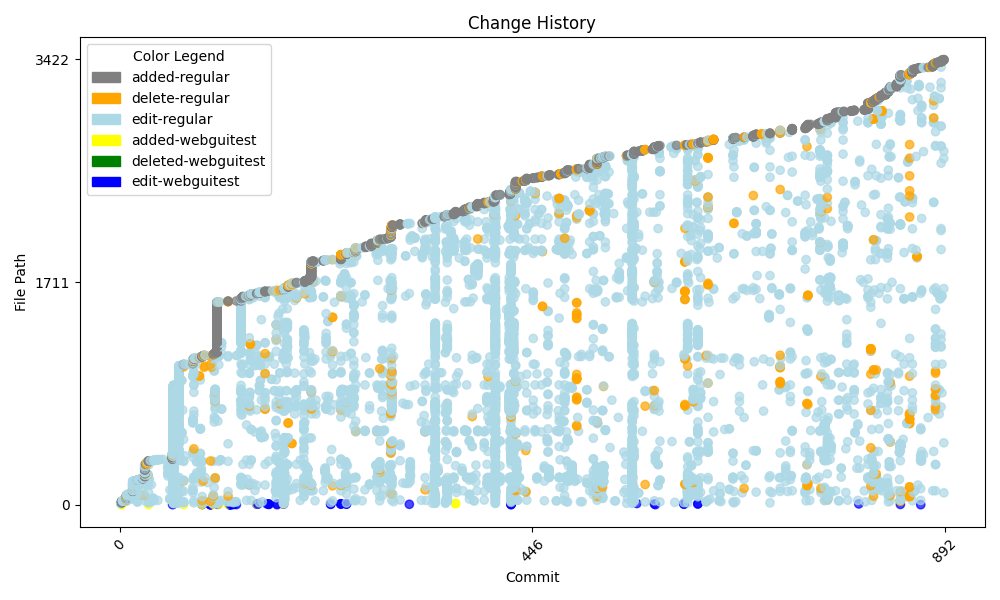 Change History
3422
1711
0
File Path
Color Legend
added-regular
delete-regular
edit-regular
added-webguitest
deleted-webguitest
edit-webguitest
0
446
892
Commit